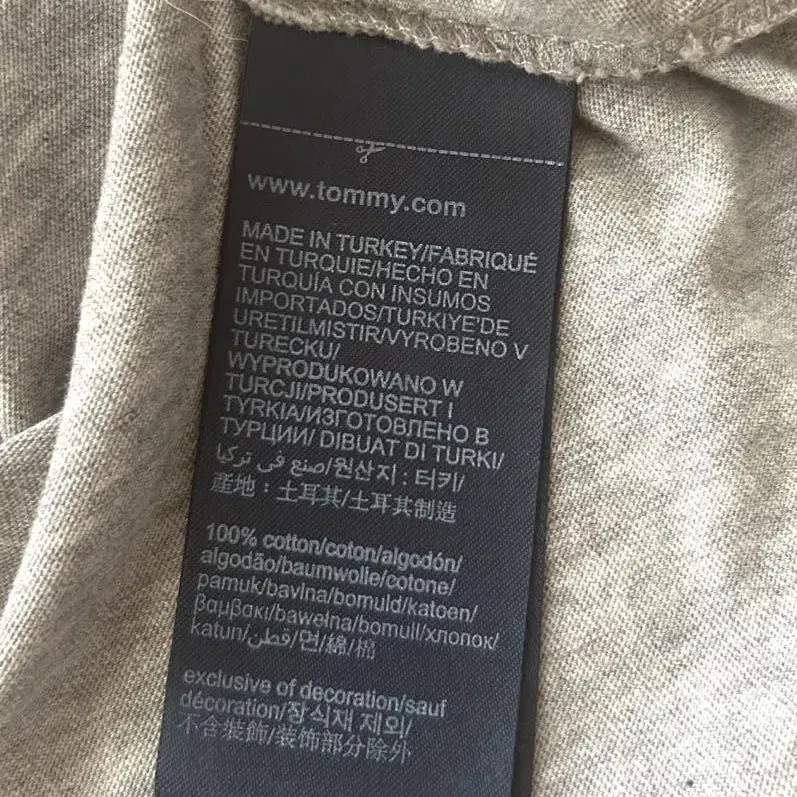 www.tommy.com
MADE IN TURKEY/FABRIQUÉ
EN TURQUIE/HECHO EN
TURQUÍA CON INSUMOS
IMPORTADOS/TURKIYE'DE
URETILMISTIR/VYROBENO V
TURECKU/
WYPRODUKOWANO W
TURCJI/PRODUSERT I
TYRKIA/ИЗГОТОВЛЕНО В
ТУРЦИИ/ DIBUAT DI TURKI/
صنع في تركيا/원산지 : 터키/
產地：土耳其/土耳其制造
100% cotton/coton/algodón/
algodão/baumwolle/cotone/
pamuk/bavlna/bomuld/katoen/
βαμβακι/bawełna/bomull/хлопок/
katun/قطن/면/綿/棉
exclusive of decoration/sauf
décoration/장식재 제외/
不含裝飾/装饰部分除外